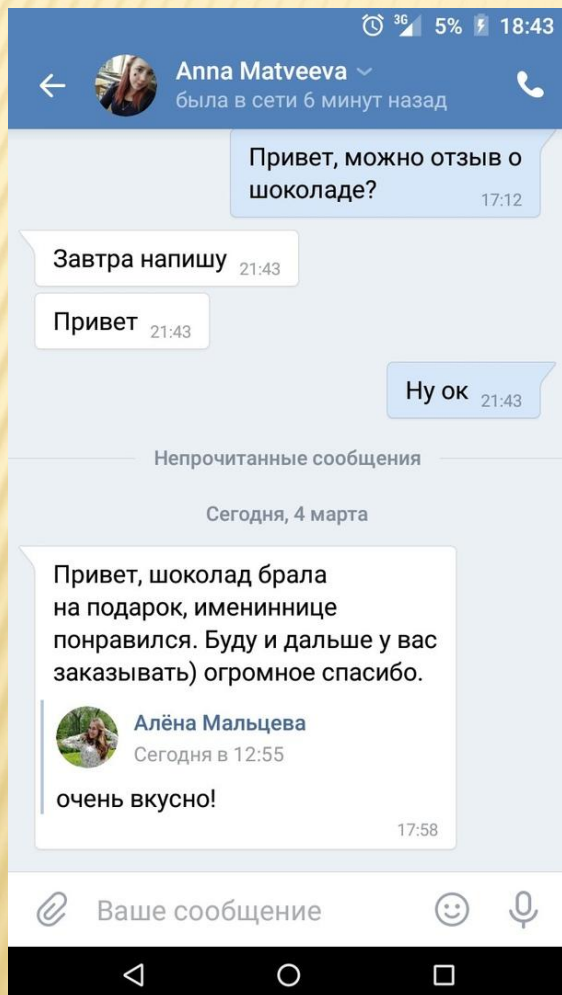 3G 5% 18:43
Anna Matveeva
была в сети 6 минут назад
Привет, можно отзыв о
шоколаде?
17:12
Завтра напишу 21:43
Привет 21:43
Ну ок 21:43
Непрочитанные сообщения
Сегодня, 4 марта
Привет, шоколад брала
на подарок, имениннице
понравился. Буду и дальше у вас
заказывать) огромное спасибо.
Алёна Мальцева
Сегодня в 12:55
очень вкусно!
17:58
Ваше сообщение